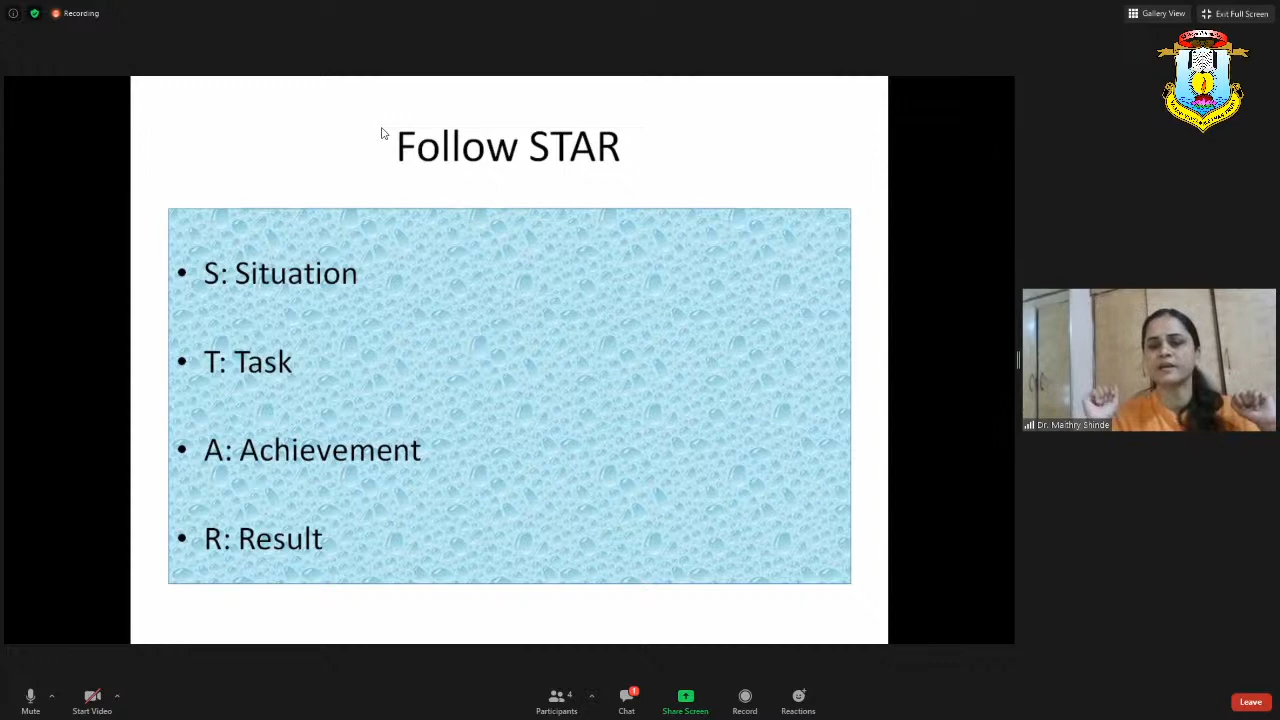 Recording
Gallery View
Exit Full Screen
Follow STAR
• S: Situation
• T: Task
• A: Achievement
• R: Result
Dr. Maithry Shinde
Mute
Start Video
Participants
4
Chat
1
Share Screen
Record
Reactions
Leave